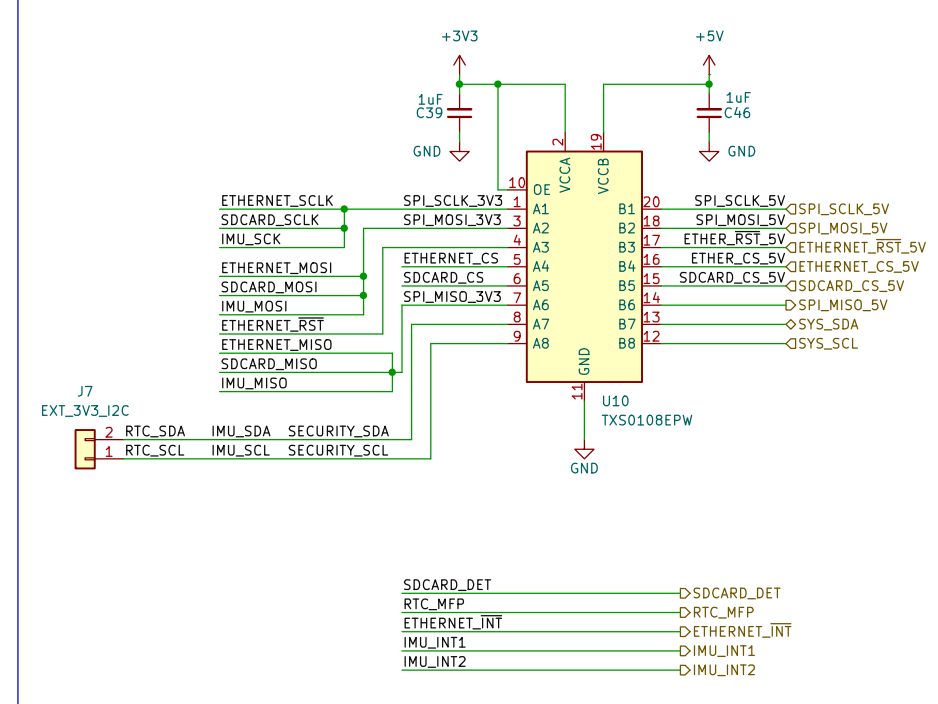 +3V3 +5V
1uF
C39
1uF
C46
GND GND
2 19
VCCA VCCB
10 OE
ETHERNET_SCLK SPI_SCLK_3V3 1 A1 B1 20 SPI_SCLK_5V SPI_SCLK_5V
SDCARD_SCLK SPI_MOSI_3V3 3 A2 B2 18 SPI_MOSI_5V SPI_MOSI_5V
IMU_SCK 4 A3 B3 17 ETHER_RST_5V ETHERNET_RST_5V
ETHERNET_CS 5 A4 B4 16 ETHER_CS_5V ETHERNET_CS_5V
ETHERNET_MOSI
SDCARD_CS 6 A5 B5 15 SDCARD_CS_5V SDCARD_CS_5V
SDCARD_MOSI
SPI_MISO_3V3 7 A6 B6 14 SPI_MISO_5V
IMU_MOSI
8 A7 B7 13 SYS_SDA
ETHERNET_RST
9 A8 B8 12 SYS_SCL
ETHERNET_MISO
SDCARD_MISO
IMU_MISO
GND
11
U10
TXS0108EPW
GND
J7
EXT_3V3_I2C
2 RTC_SDA IMU_SDA SECURITY_SDA
1 RTC_SCL IMU_SCL SECURITY_SCL
SDCARD_DET SDCARD_DET
RTC_MFP RTC_MFP
ETHERNET_INT ETHERNET_INT
IMU_INT1 IMU_INT1
IMU_INT2 IMU_INT2